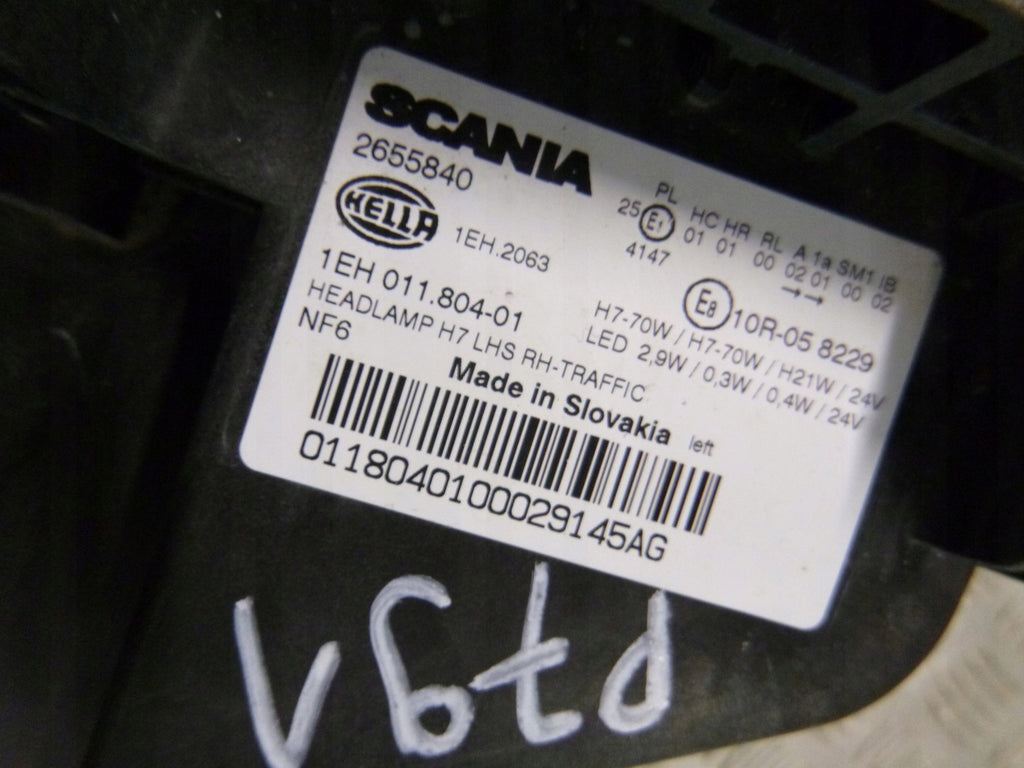 SCANIA
2655840
HELLA 1EH.2063
1EH 011.804-01
HEADLAMP H7 LHS RH-TRAFFIC
NF6
PL HC HR RL A 1a SM1 IB
25 E1 01 01 00 02 01 00 02
4147 →→
E8 10R-05 8229
H7-70W / H7-70W / H21W / 24V
LED 2,9W / 0,3W / 0,4W / 24V
Made in Slovakia left
0118040100029145AG